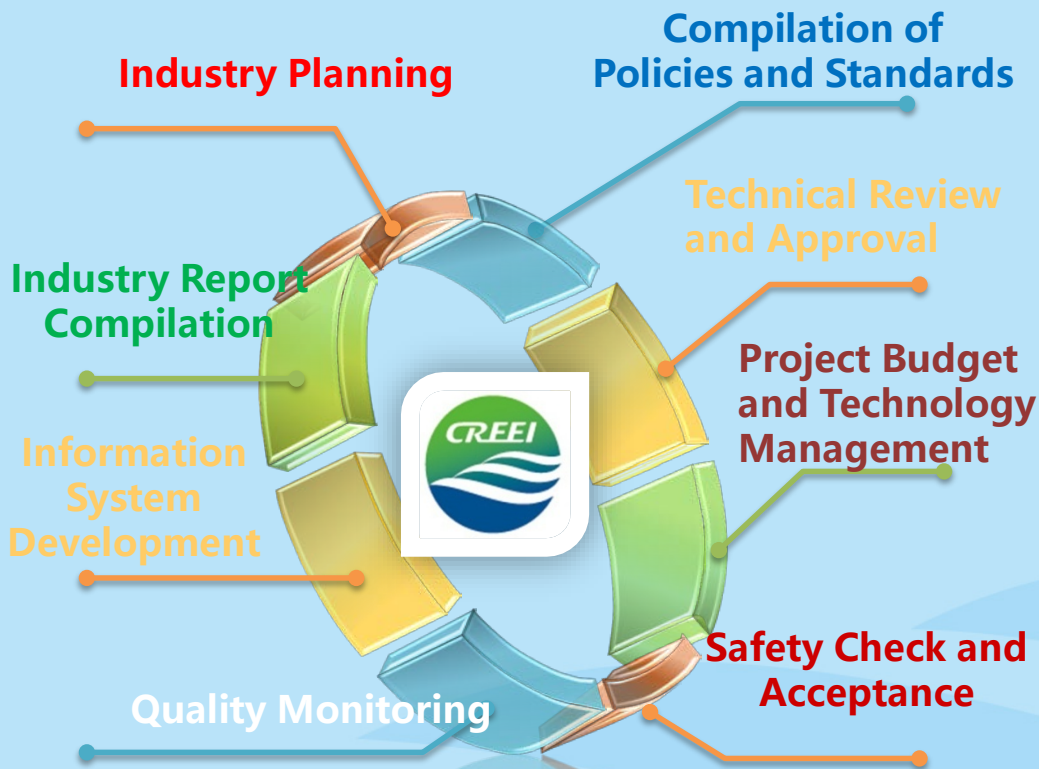 Industry Planning
Compilation of
Policies and Standards
Technical Review
and Approval
Industry Report
Compilation
Project Budget
and Technology
Management
CREEI
Information
System
Development
Safety Check and
Acceptance
Quality Monitoring